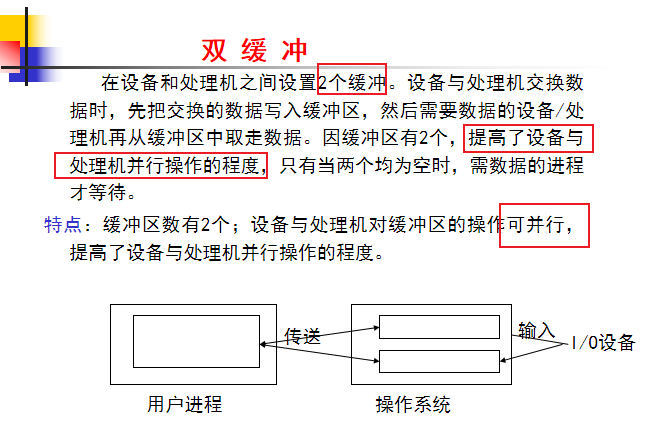 双 缓 冲
在设备和处理机之间设置2个缓冲。设备与处理机交换数
据时，先把交换的数据写入缓冲区，然后需要数据的设备/处
理机再从缓冲区中取走数据。因缓冲区有2个，提高了设备与
处理机并行操作的程度，只有当两个均为空时，需数据的进程
才等待。
特点：缓冲区数有2个；设备与处理机对缓冲区的操作可并行，
提高了设备与处理机并行操作的程度。
传送
输入
I/O设备
用户进程
操作系统